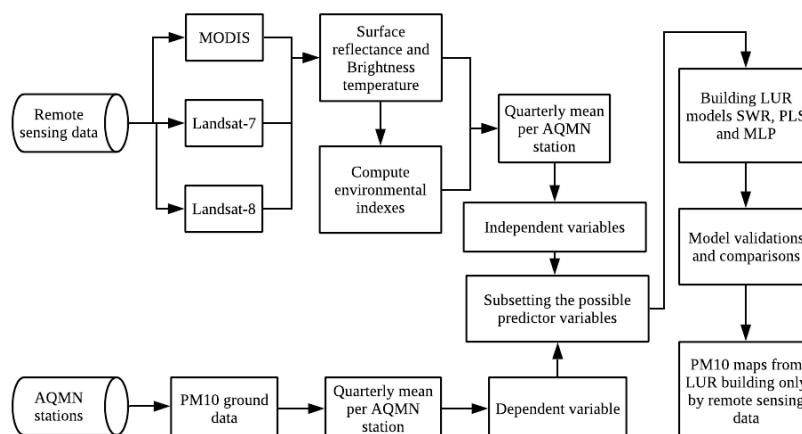 MODIS
Remote
sensing data
Landsat-7
Landsat-8
Surface
reflectance and
Brightness
temperature
Compute
environmental
indexes
Quarterly mean
per AQMN
station
Independent variables
Subsetting the possible
predictor variables
AQMN
stations
PM10 ground
data
Quarterly mean
per AQMN
station
Dependent variable
Building LUR
models SWR, PLS
and MLP
Model validations
and comparisons
PM10 maps from
LUR building only
by remote sensing
data